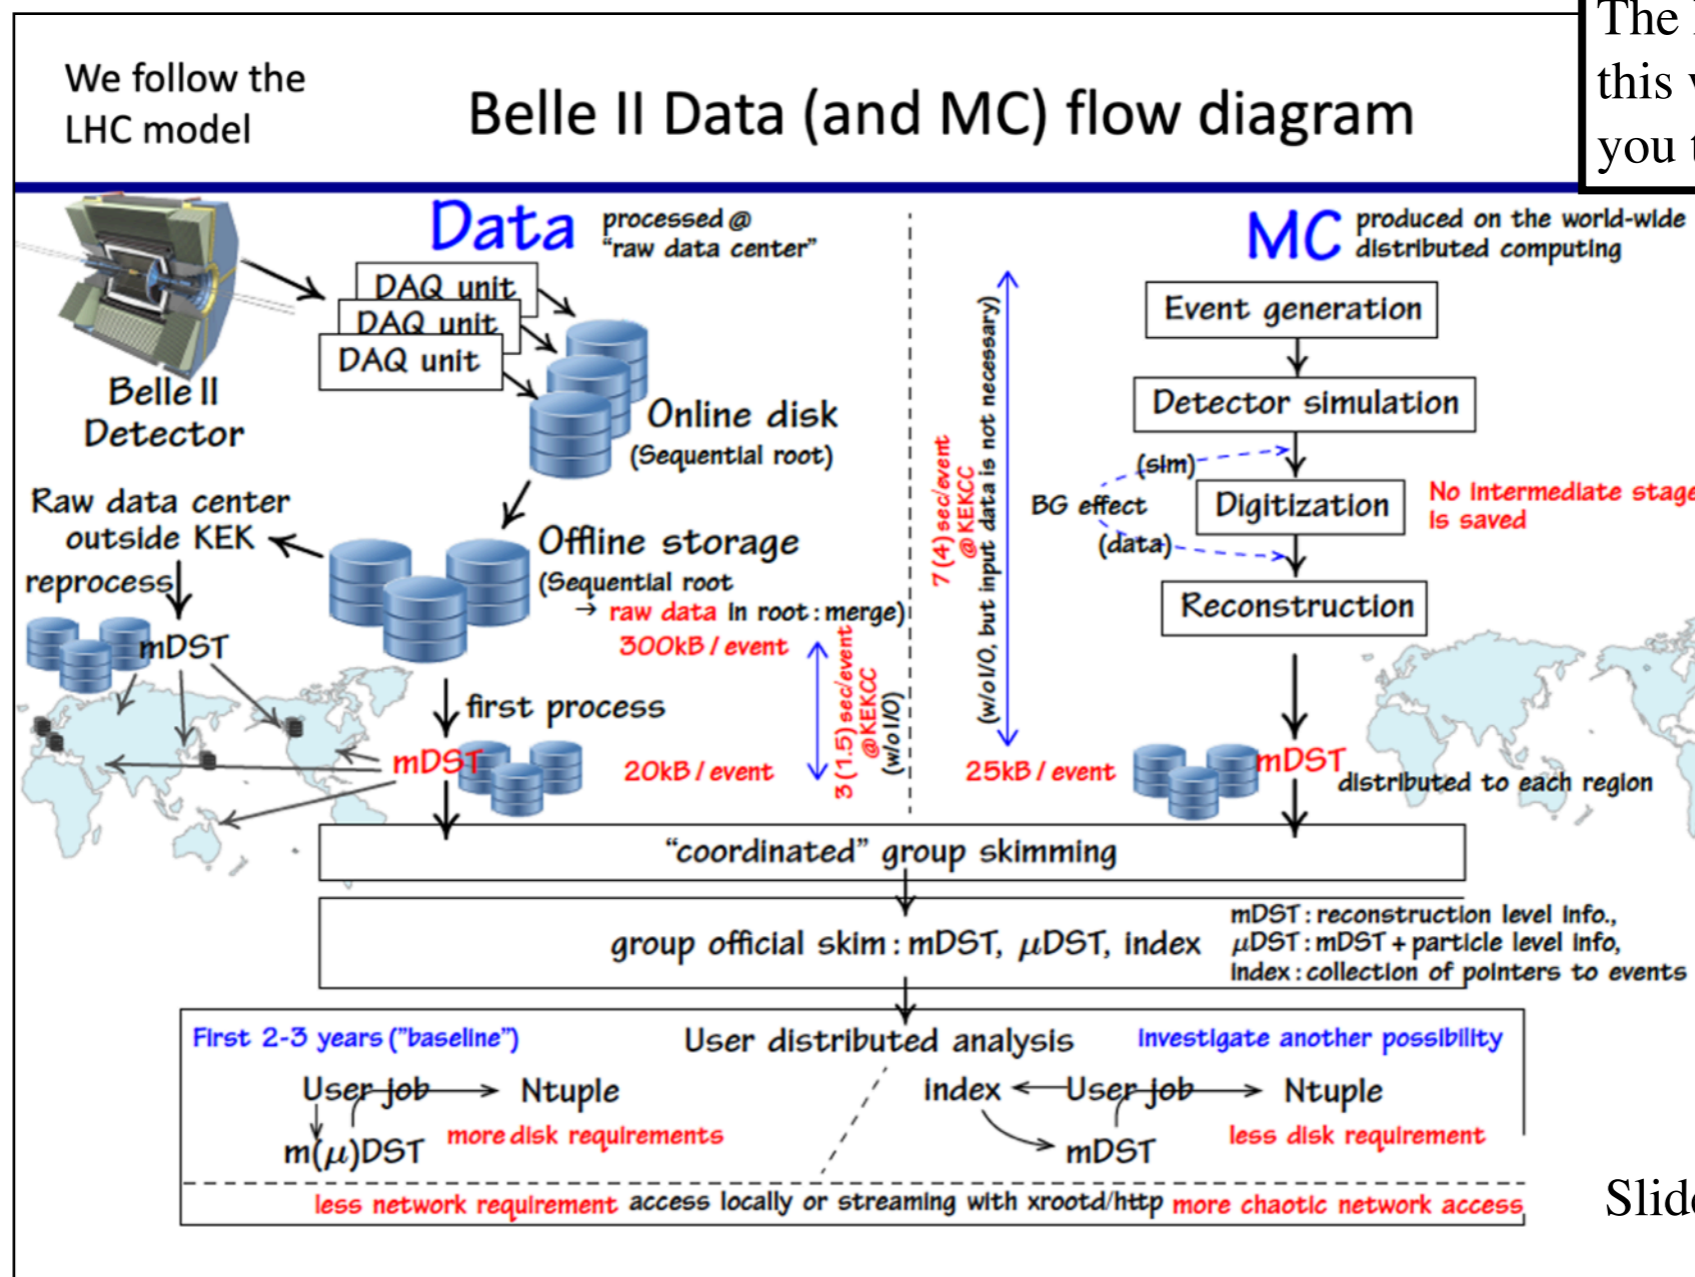 We follow the
LHC model
Belle II Data (and MC) flow diagram
The
this
you
Data
processed @
“raw data center”
DAQ unit
DAQ unit
DAQ unit
Belle II
Detector
Online disk
(Sequential root)
Raw data center
outside KEK
reprocess
mDST
Offline storage
(Sequential root
→ raw data in root : merge)
300kB / event
3 (1.5) sec/event
@KEKCC
(w/o I/O)
first process
mDST
20kB / event
MC
produced on the world-wide
distributed computing
7 (4) sec/event
@KEKCC
(w/o I/O, but input data is not necessary)
Event generation
Detector simulation
(sim)
BG effect
(data)
Digitization
No intermediate stage
is saved
Reconstruction
25kB / event
mDST
distributed to each region
“coordinated” group skimming
group official skim : mDST, μDST, index
mDST : reconstruction level info.,
μDST : mDST + particle level info,
index : collection of pointers to events
First 2-3 years ("baseline")
User distributed analysis
investigate another possibility
User job
Ntuple
m(μ)DST
more disk requirements
index
User job
Ntuple
mDST
less disk requirement
less network requirement access locally or streaming with xrootd/http more chaotic network access
Slide